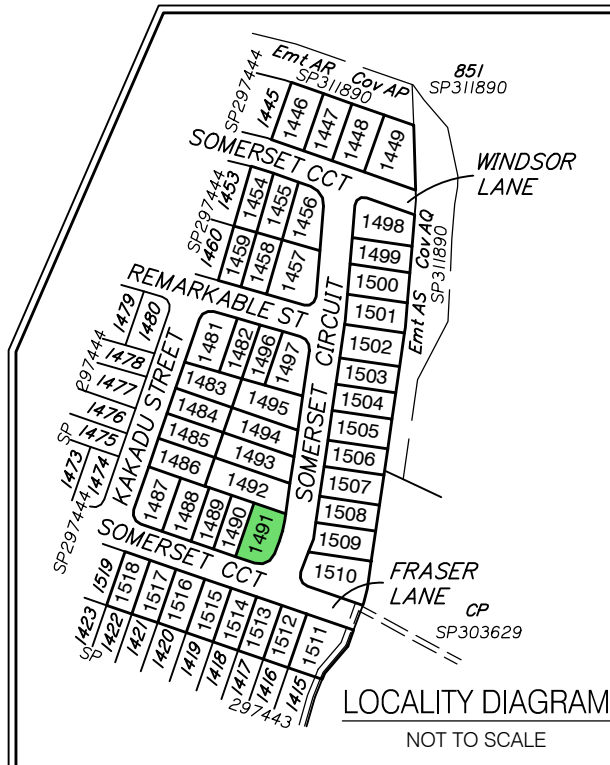 Emt AR
Cov AP
SP311890
851
SP311890
SP297444
1445
1446
1447
1448
1449
SOMERSET CCT
WINDSOR
LANE
SP297444
1453
1454
1455
1456
1460
1459
1458
1457
1498
1499
1500
1501
1502
1503
1504
1505
1506
1507
1508
1509
1510
Emt AS
Cov AQ
SP311890
REMARKABLE ST
SOMERSET CIRCUIT
KAKADU STREET
1479
1480
1478
1477
1476
1475
1473
1474
SP
297444
SP297444
1481
1482
1496
1497
1483
1495
1484
1494
1485
1493
1486
1492
1487
1488
1489
1490
1491
SOMERSET CCT
FRASER
LANE
CP
SP303629
1519
1518
1517
1516
1515
1514
1513
1512
1511
1423
1422
1421
1420
1419
1418
1417
1416
1415
SP
297443
LOCALITY DIAGRAM
NOT TO SCALE